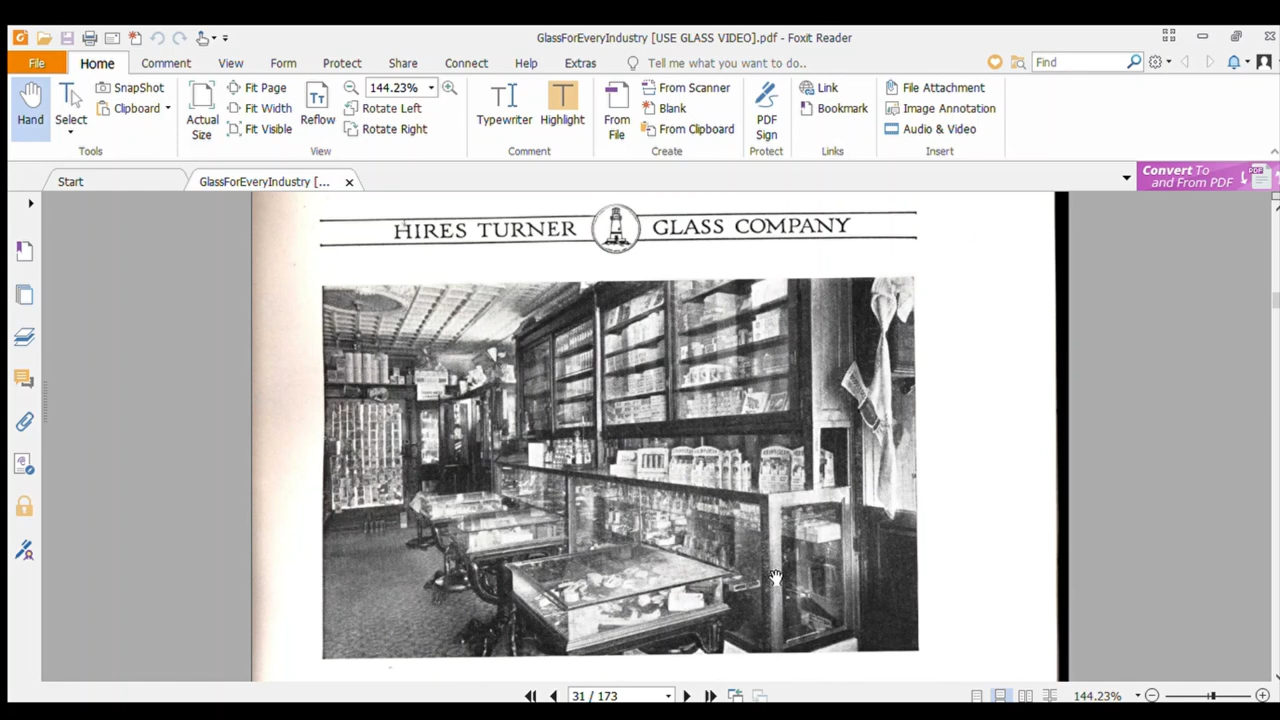 GlassForEveryIndustry [USE GLASS VIDEO].pdf - Foxit Reader
File Home Comment View Form Protect Share Connect Help Extras Tell me what you want to do.. Find
Hand
Select
SnapShot
Clipboard
Tools
Actual Size
Fit Page
Fit Width
Fit Visible
Reflow
144.23%
Rotate Left
Rotate Right
View
Typewriter
Highlight
Comment
From File
From Scanner
Blank
From Clipboard
Create
PDF Sign
Protect
Link
Bookmark
Links
File Attachment
Image Annotation
Audio & Video
Insert
Start
GlassForEveryIndustry [...
Convert To
and From PDF
PDF
HIRES TURNER GLASS COMPANY
31 / 173
144.23%